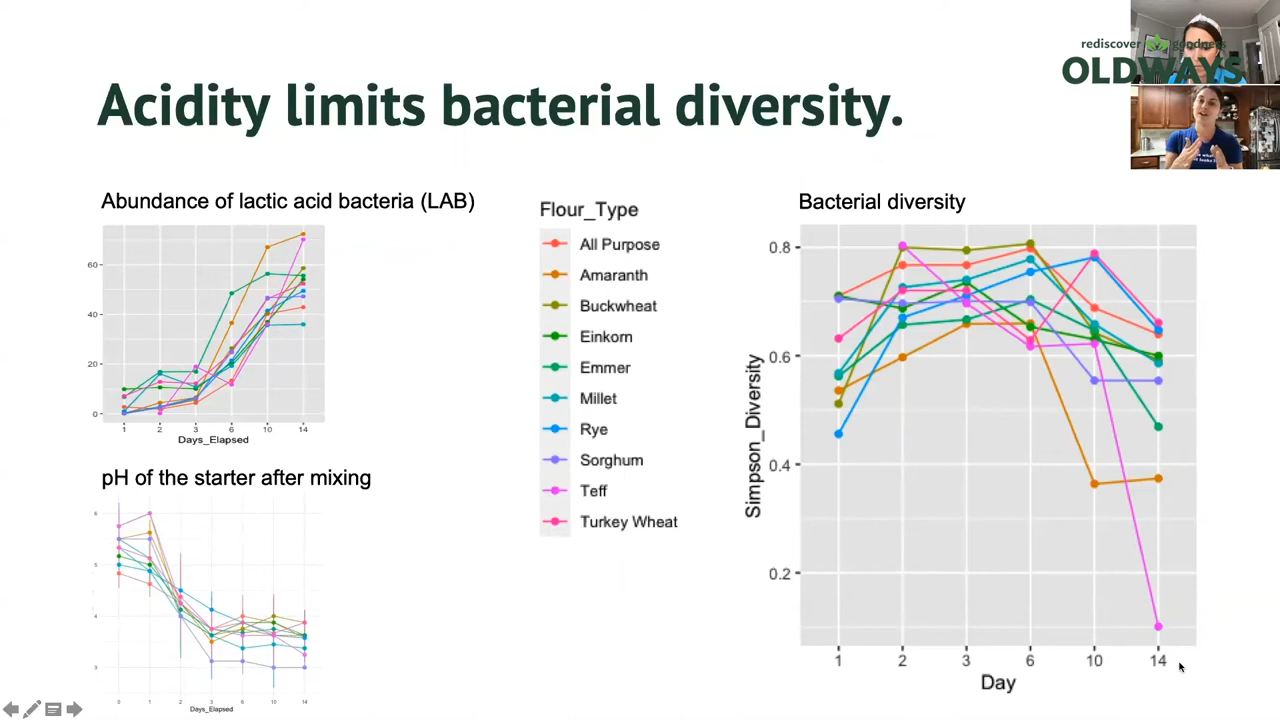 rediscover goodness
OLDWAYS
Acidity limits bacterial diversity.
Abundance of lactic acid bacteria (LAB)
60
40
20
0
1 2 3 6 10 14
Days_Elapsed
pH of the starter after mixing
6
5
4
3
0 1 2 3 6 10 14
Days_Elapsed
Flour_Type
All Purpose
Amaranth
Buckwheat
Einkorn
Emmer
Millet
Rye
Sorghum
Teff
Turkey Wheat
Bacterial diversity
Simpson_Diversity
0.8
0.6
0.4
0.2
1 2 3 6 10 14
Day